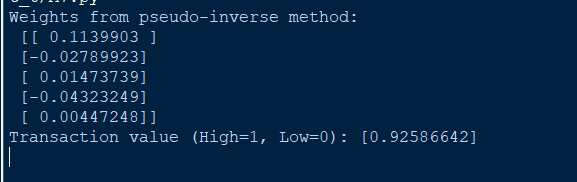 Weights from pseudo-inverse method:
[[ 0.1139903 ]
[-0.02789923]
[ 0.01473739]
[-0.04323249]
[ 0.00447248]]
Transaction value (High=1, Low=0): [0.92586642]